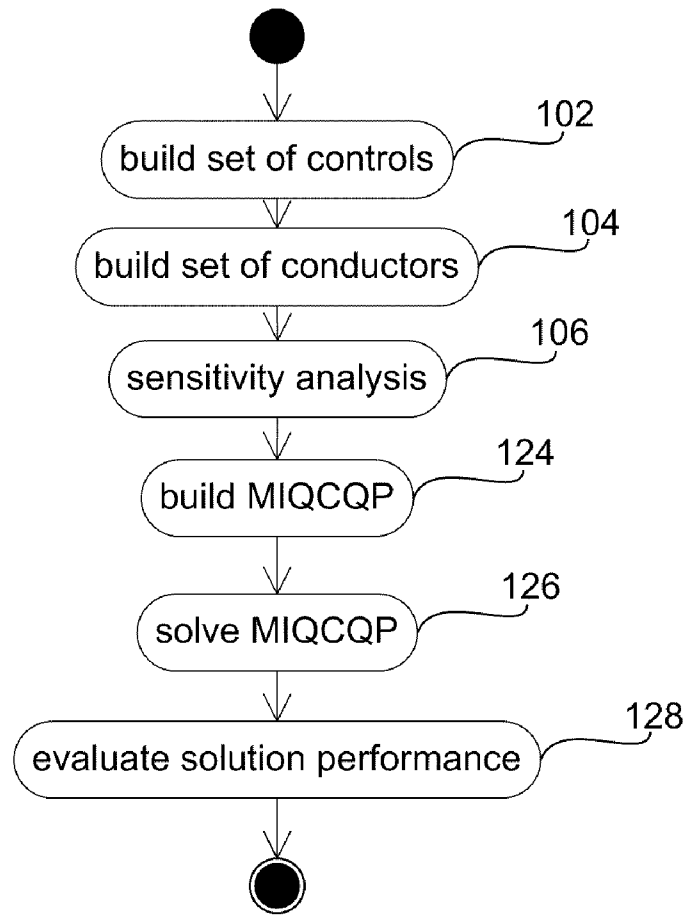 102
build set of controls
104
build set of conductors
106
sensitivity analysis
124
build MIQCQP
126
solve MIQCQP
128
evaluate solution performance